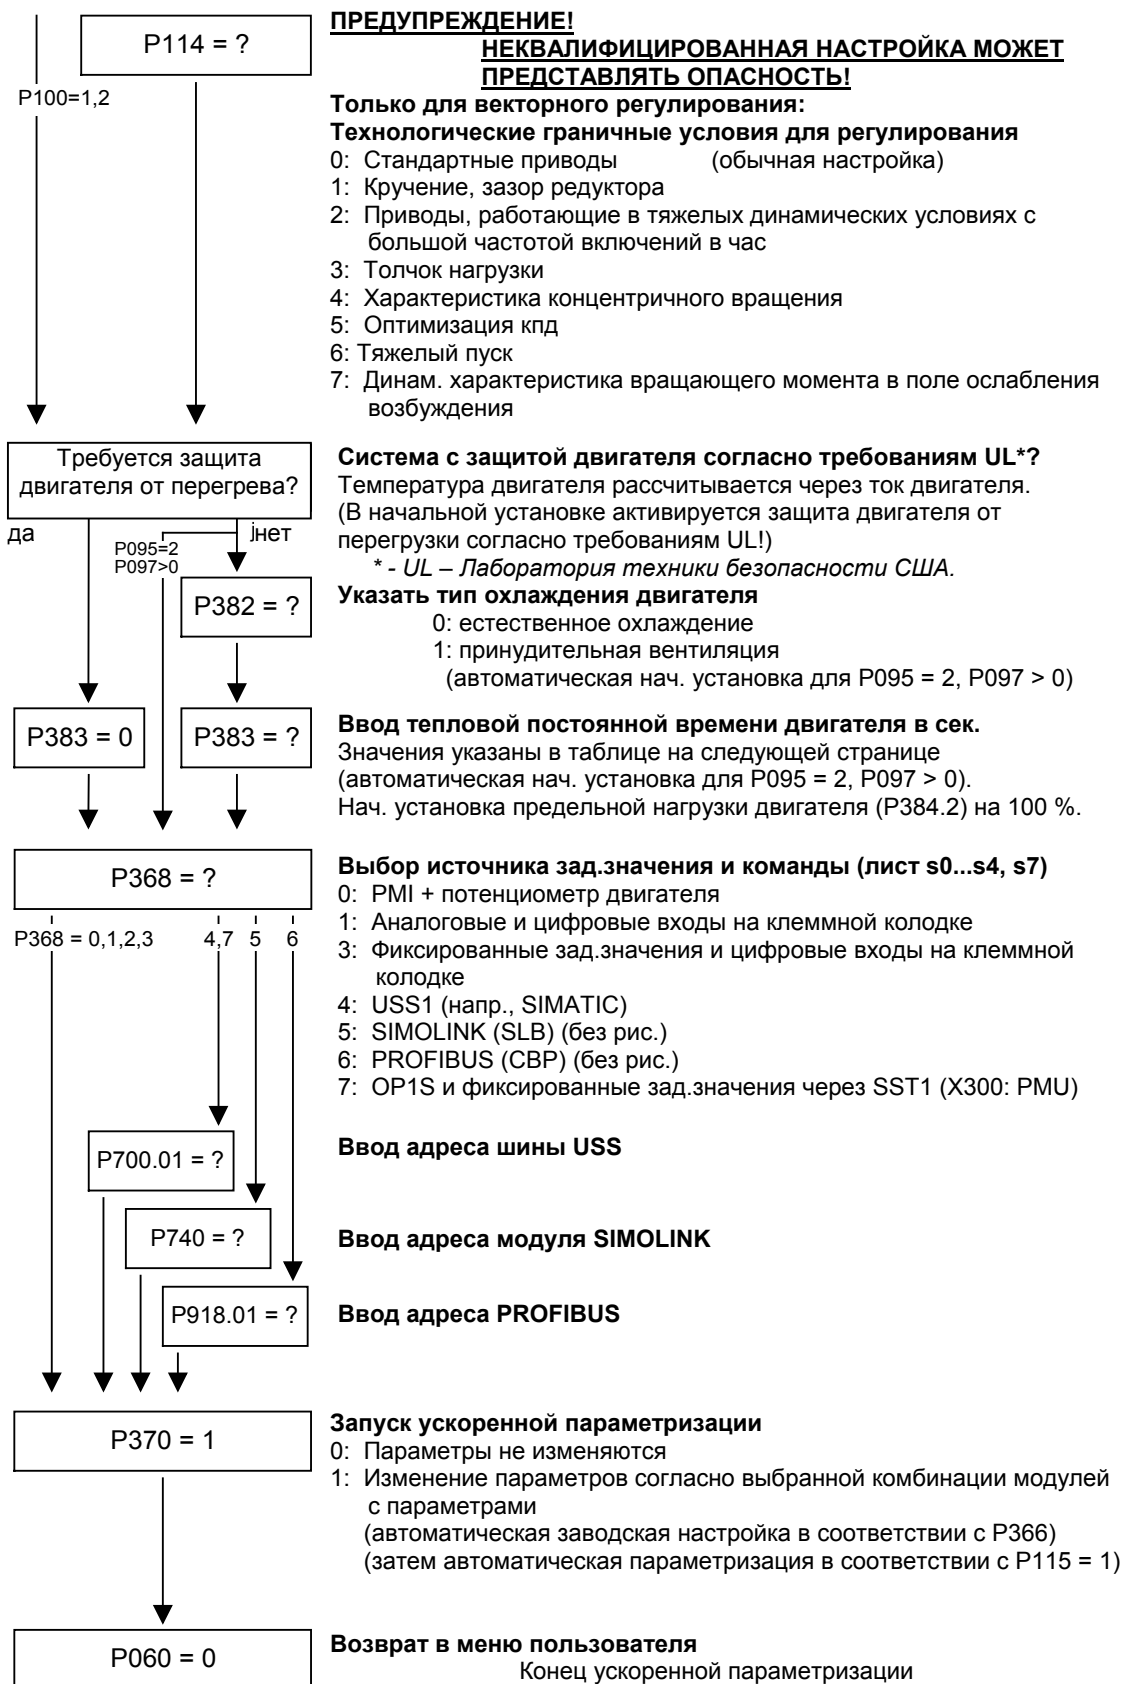 P114 = ?
P100=1,2
ПРЕДУПРЕЖДЕНИЕ!
НЕКВАЛИФИЦИРОВАННАЯ НАСТРОЙКА МОЖЕТ
ПРЕДСТАВЛЯТЬ ОПАСНОСТЬ!
Только для векторного регулирования:
Технологические граничные условия для регулирования
0: Стандартные приводы (обычная настройка)
1: Кручение, зазор редуктора
2: Приводы, работающие в тяжелых динамических условиях с
большой частотой включений в час
3: Толчок нагрузки
4: Характеристика концентричного вращения
5: Оптимизация кпд
6: Тяжелый пуск
7: Динам. характеристика вращающего момента в поле ослабления
возбуждения
Требуется защита
двигателя от перегрева?
да
jнет
P095=2
P097>0
P382 = ?
Система с защитой двигателя согласно требованиям UL*?
Температура двигателя рассчитывается через ток двигателя.
(В начальной установке активируется защита двигателя от
перегрузки согласно требованиям UL!)
* - UL – Лаборатория техники безопасности США.
Указать тип охлаждения двигателя
0: естественное охлаждение
1: принудительная вентиляция
(автоматическая нач. установка для P095 = 2, P097 > 0)
P383 = 0
P383 = ?
Ввод тепловой постоянной времени двигателя в сек.
Значения указаны в таблице на следующей странице
(автоматическая нач. установка для P095 = 2, P097 > 0).
Нач. установка предельной нагрузки двигателя (P384.2) на 100 %.
P368 = ?
P368 = 0,1,2,3
4,7
5
6
Выбор источника зад.значения и команды (лист s0...s4, s7)
0: PMI + потенциометр двигателя
1: Аналоговые и цифровые входы на клеммной колодке
3: Фиксированные зад.значения и цифровые входы на клеммной
колодке
4: USS1 (напр., SIMATIC)
5: SIMOLINK (SLB) (без рис.)
6: PROFIBUS (CBP) (без рис.)
7: OP1S и фиксированные зад.значения через SST1 (X300: PMU)
P700.01 = ?
Ввод адреса шины USS
P740 = ?
Ввод адреса модуля SIMOLINK
P918.01 = ?
Ввод адреса PROFIBUS
P370 = 1
Запуск ускоренной параметризации
0: Параметры не изменяются
1: Изменение параметров согласно выбранной комбинации модулей
с параметрами
(автоматическая заводская настройка в соответствии с P366)
(затем автоматическая параметризация в соответствии с P115 = 1)
P060 = 0
Возврат в меню пользователя
Конец ускоренной параметризации